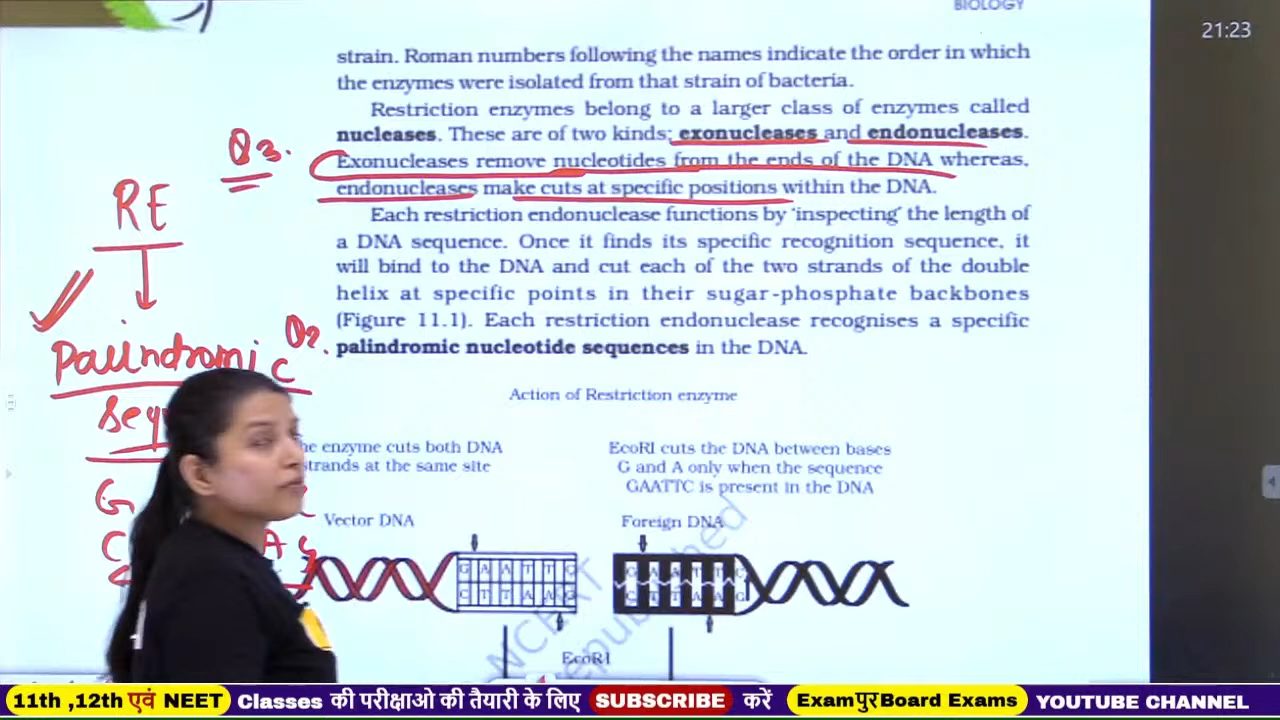 BIOLOGY
21:23
strain. Roman numbers following the names indicate the order in which
the enzymes were isolated from that strain of bacteria.
Restriction enzymes belong to a larger class of enzymes called
nucleases. These are of two kinds; exonucleases and endonucleases.
Exonucleases remove nucleotides from the ends of the DNA whereas,
endonucleases make cuts at specific positions within the DNA.
Each restriction endonuclease functions by 'inspecting' the length of
a DNA sequence. Once it finds its specific recognition sequence, it
will bind to the DNA and cut each of the two strands of the double
helix at specific points in their sugar-phosphate backbones
(Figure 11.1). Each restriction endonuclease recognises a specific
palindromic nucleotide sequences in the DNA.
Q3.
RE
Q2.
Palindromic
G
C
A G
Action of Restriction enzyme
enzyme cuts both DNA
strands at the same site
EcoRI cuts the DNA between bases
G and A only when the sequence
GAATTC is present in the DNA
Vector DNA
Foreign DNA
G A A T T C
C T T A A G
G A A T T C
C T T A A G
EcoRI
NCERT
republished
11th ,12th एवं NEET Classes की परीक्षाओ की तैयारी के लिए SUBSCRIBE करें Examपुर Board Exams YOUTUBE CHANNEL